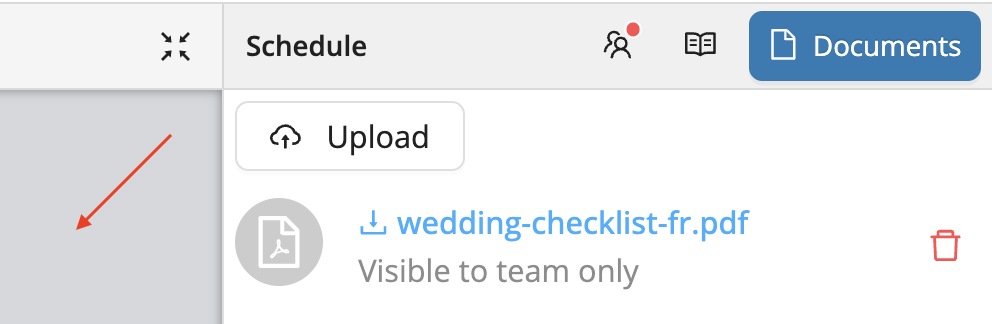 Schedule
Documents
Upload
wedding-checklist-fr.pdf
Visible to team only